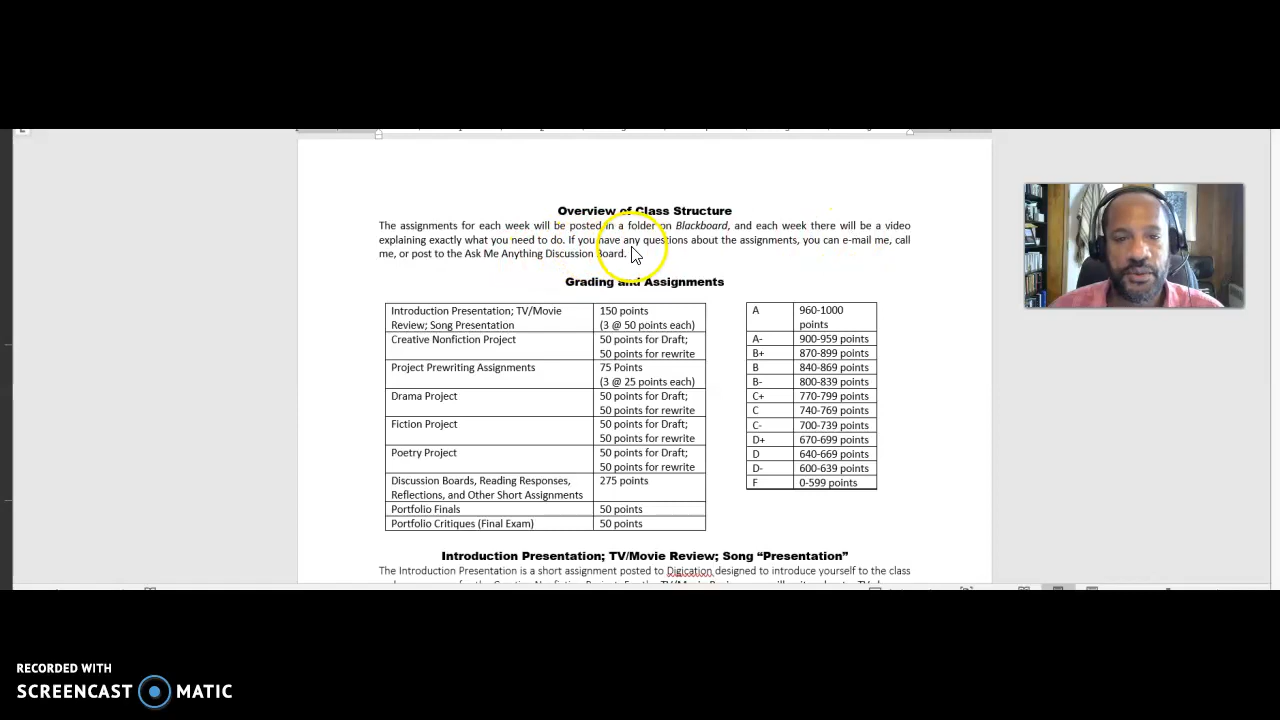 Overview of Class Structure
The assignments for each week will be posted in a folder on Blackboard, and each week there will be a video
explaining exactly what you need to do. If you have any questions about the assignments, you can e-mail me, call
me, or post to the Ask Me Anything Discussion Board.
Grading and Assignments
Introduction Presentation; TV/Movie
Review; Song Presentation
150 points
(3 @ 50 points each)
Creative Nonfiction Project
50 points for Draft;
50 points for rewrite
Project Prewriting Assignments
75 Points
(3 @ 25 points each)
Drama Project
50 points for Draft;
50 points for rewrite
Fiction Project
50 points for Draft;
50 points for rewrite
Poetry Project
50 points for Draft;
50 points for rewrite
Discussion Boards, Reading Responses,
Reflections, and Other Short Assignments
275 points
Portfolio Finals
50 points
Portfolio Critiques (Final Exam)
50 points
A
960-1000
points
A- 900-959 points
B+ 870-899 points
B 840-869 points
B- 800-839 points
C+ 770-799 points
C 740-769 points
C- 700-739 points
D+ 670-699 points
D 640-669 points
D- 600-639 points
F 0-599 points
Introduction Presentation; TV/Movie Review; Song “Presentation”
The Introduction Presentation is a short assignment posted to Digication designed to introduce yourself to the class
RECORDED WITH
SCREENCAST MATIC